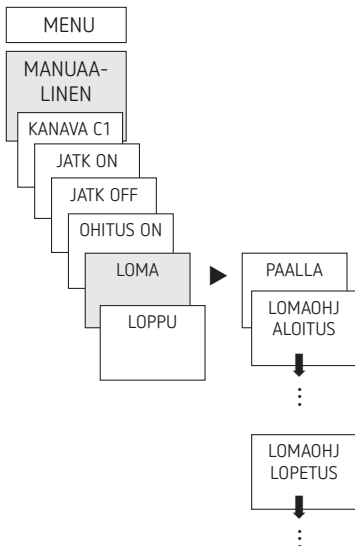 MENU
MANUAA-
LINEN
KANAVA C1
JATK ON
JATK OFF
OHITUS ON
LOMA
LOPPU
PAALLA
LOMAOHJ
ALOITUS
LOMAOHJ
LOPETUS